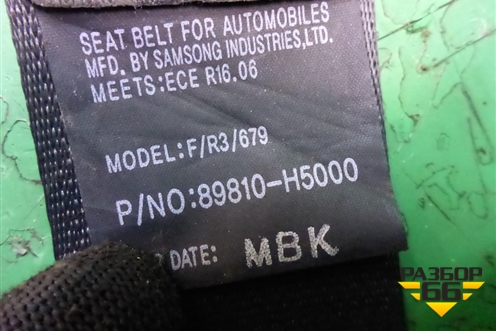 SEAT BELT FOR AUTOMOBILES
MFD. BY SAMSONG INDUSTRIES,LTD.
MEETS:ECE R16.06
MODEL:F/R3/679
P/NO:89810-H5000
DATE: MBK
РАЗБОР
66